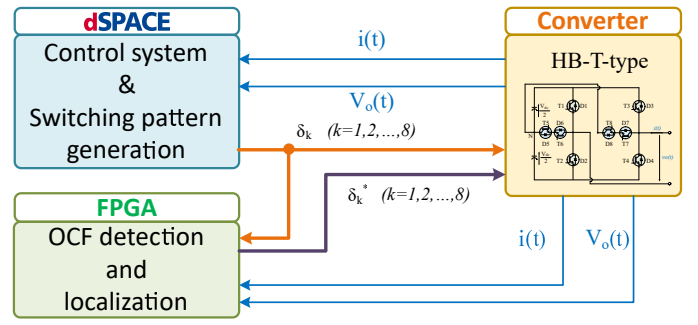 dSPACE
Control system
&
Switching pattern
generation
i(t)
Vₒ(t)
δₖ (k=1,2,...,8)
δₖ* (k=1,2,...,8)
FPGA
OCF detection
and
localization
Converter
HB-T-type
T1 D1 T3 D3
T5 D6 T8 D7
N D5 T6 D8 T7
T2 D2 T4 D4
i(t)
Vₒ(t)